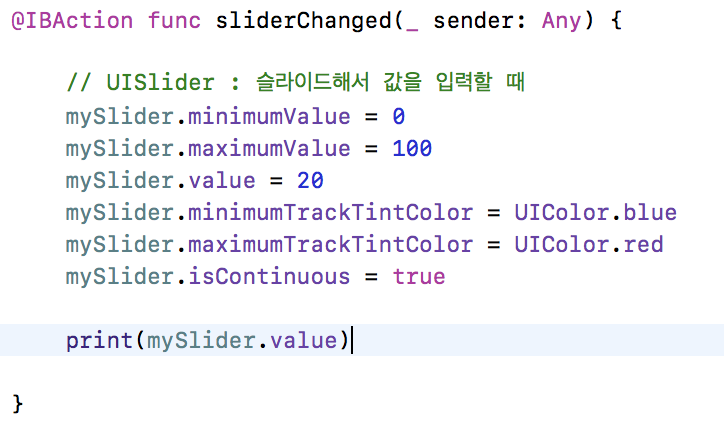 @IBAction func sliderChanged(_ sender: Any) {
// UISlider : 슬라이드해서 값을 입력할 때
mySlider.minimumValue = 0
mySlider.maximumValue = 100
mySlider.value = 20
mySlider.minimumTrackTintColor = UIColor.blue
mySlider.maximumTrackTintColor = UIColor.red
mySlider.isContinuous = true
print(mySlider.value)
}